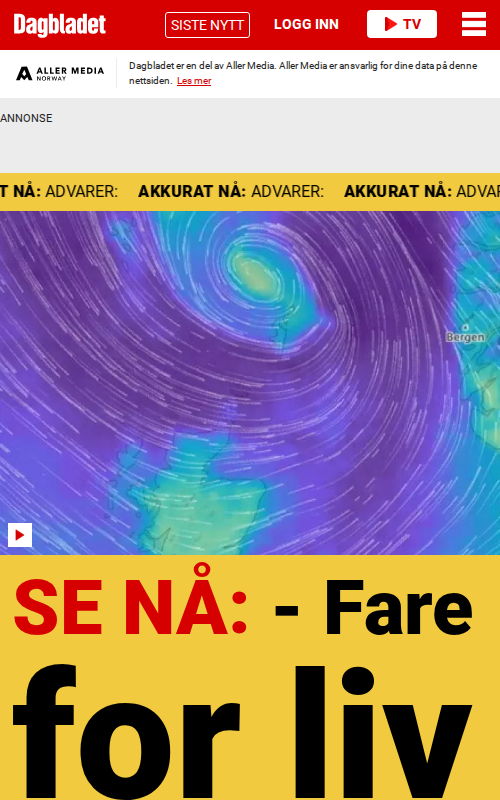 Dagbladet
SISTE NYTT
LOGG INN
TV
ALLER MEDIA
NORWAY
Dagbladet er en del av Aller Media. Aller Media er ansvarlig for dine data på denne
nettsiden. Les mer
ANNONSE
T NÅ: ADVARER: AKKURAT NÅ: ADVARER: AKKURAT NÅ: ADVAR
Bergen
SE NÅ: - Fare
for liv